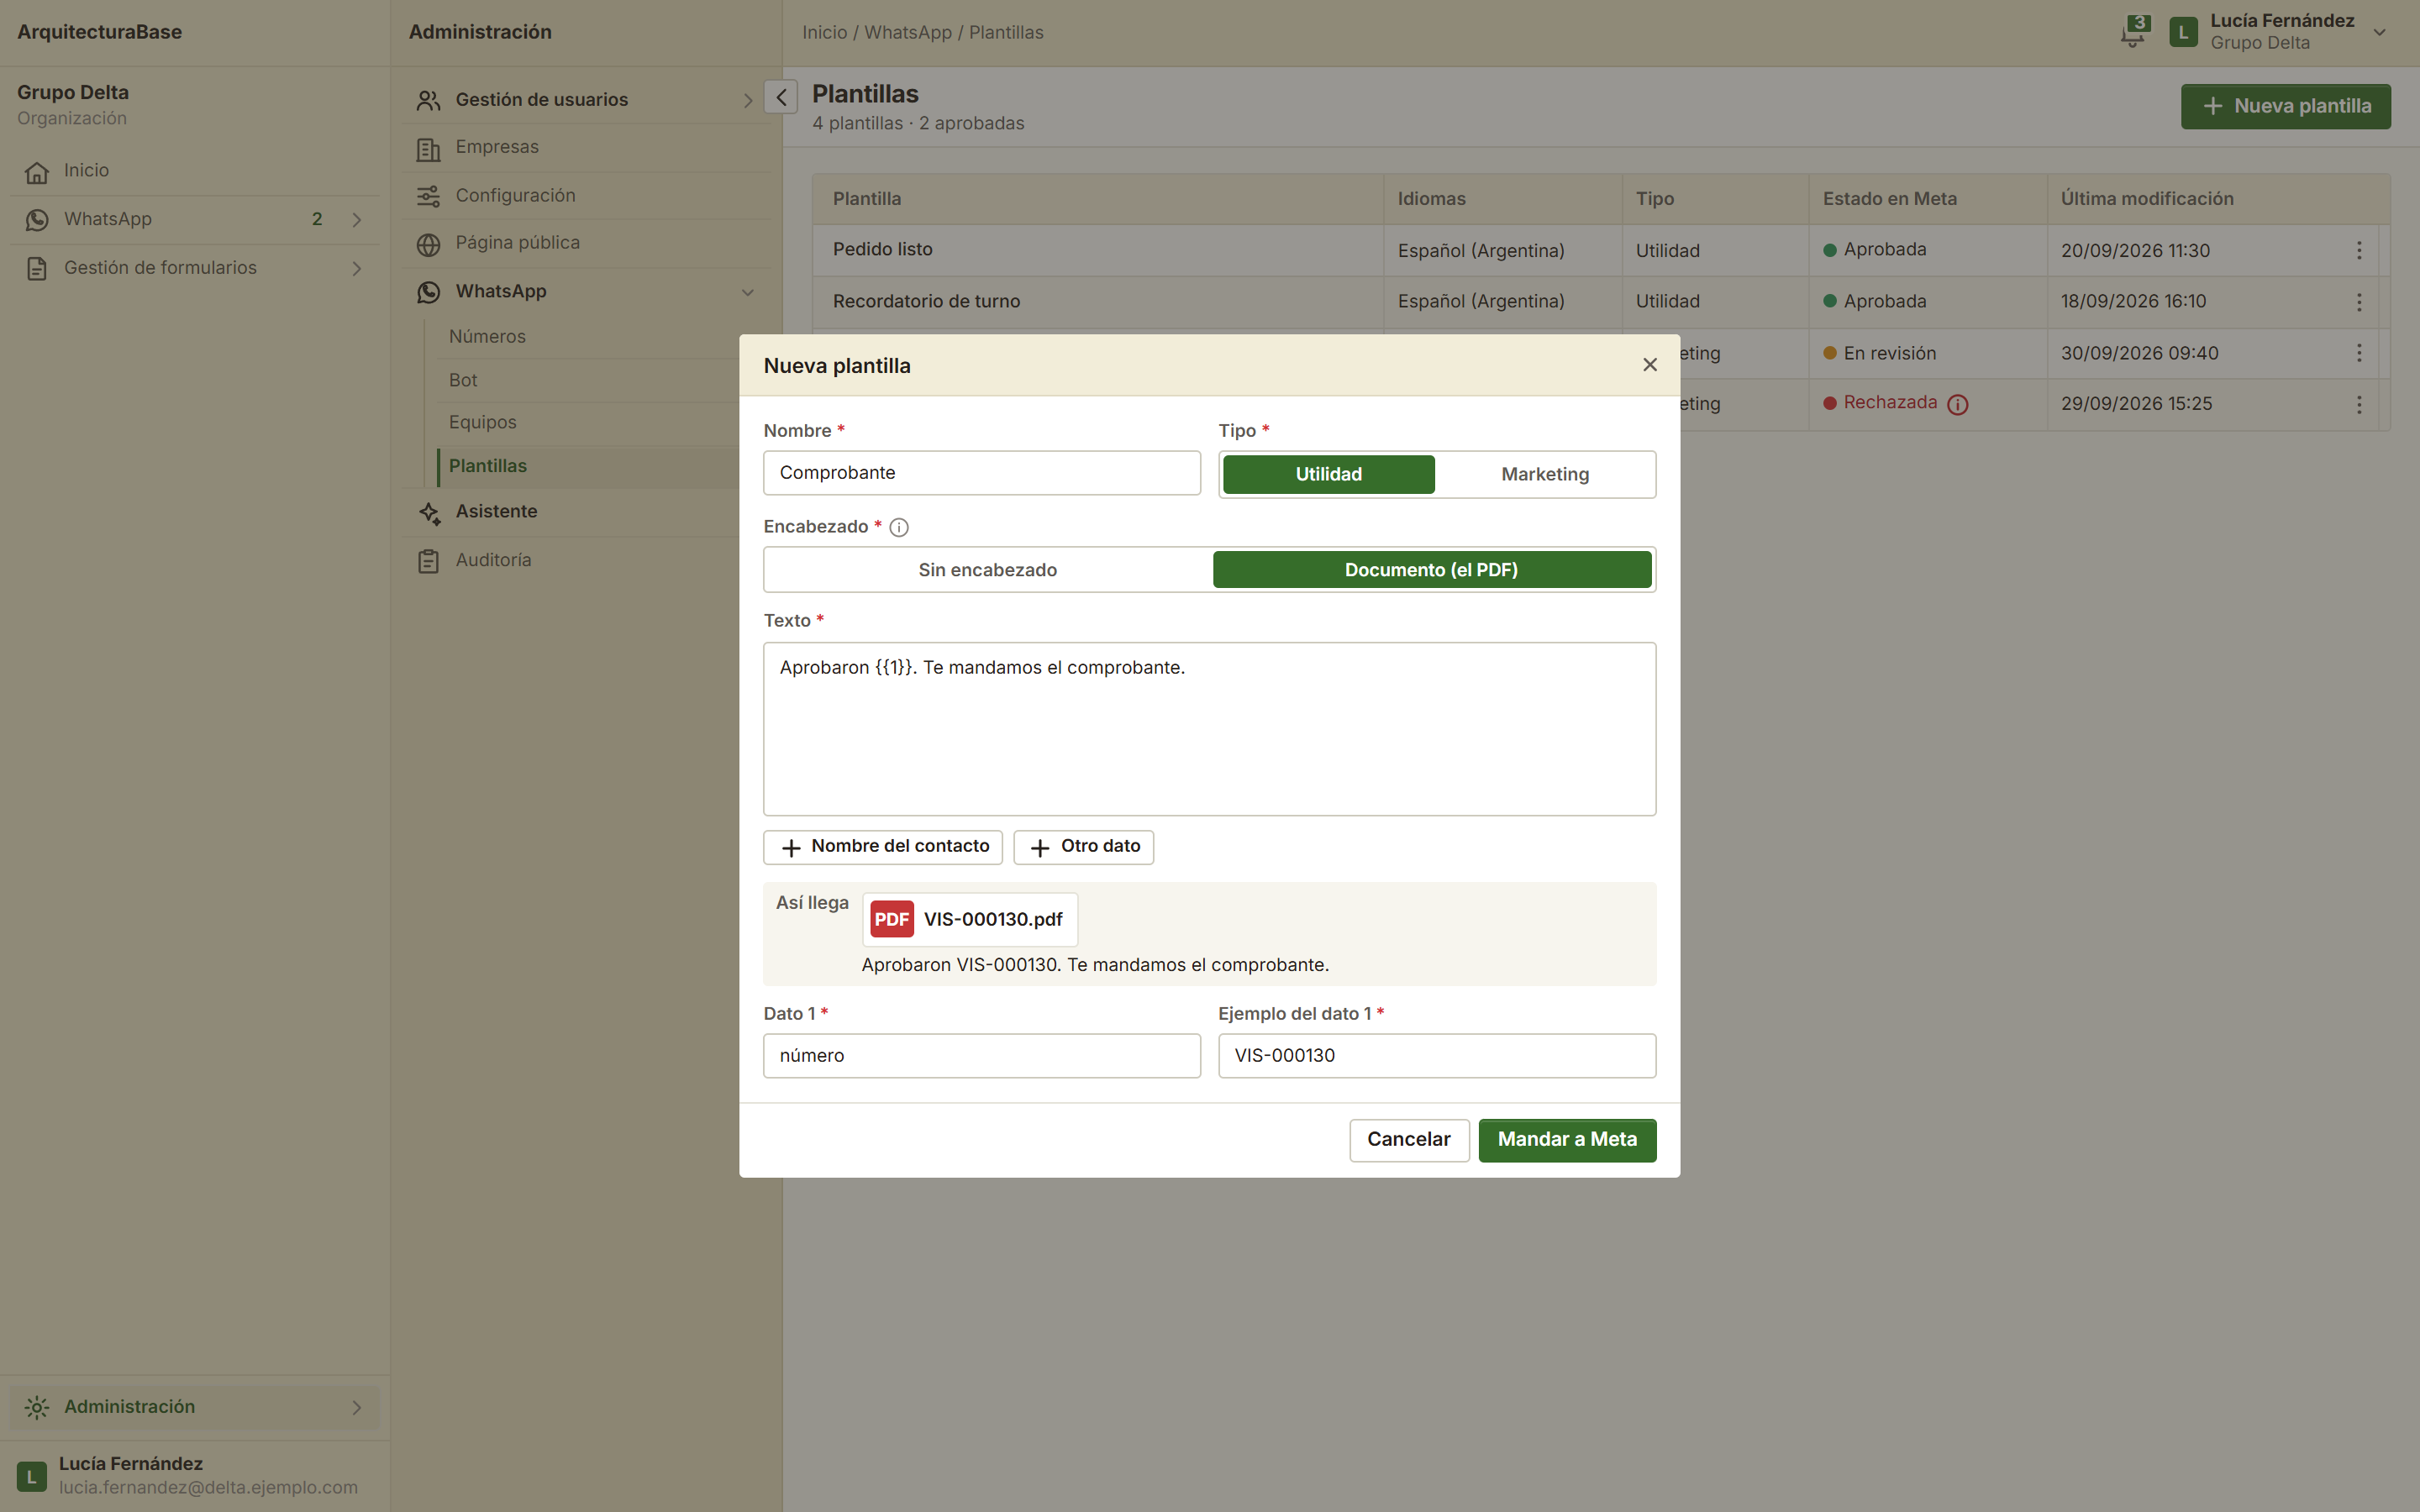 ArquitecturaBase
Grupo Delta
Organización
Inicio
WhatsApp 2
Gestión de formularios
Administración
Lucía Fernández
lucia.fernandez@delta.ejemplo.com
L
Administración
Gestión de usuarios
Empresas
Configuración
Página pública
WhatsApp
Números
Bot
Equipos
Plantillas
Asistente
Auditoría
Inicio / WhatsApp / Plantillas
3
L
Lucía Fernández
Grupo Delta
Plantillas
4 plantillas · 2 aprobadas
Nueva plantilla
Plantilla Idiomas Tipo Estado en Meta Última modificación
Pedido listo Español (Argentina) Utilidad Aprobada 20/09/2026 11:30
Recordatorio de turno Español (Argentina) Utilidad Aprobada 18/09/2026 16:10
eting En revisión 30/09/2026 09:40
eting Rechazada 29/09/2026 15:25
Nueva plantilla
Nombre * Tipo *
Comprobante Utilidad Marketing
Encabezado *
Sin encabezado Documento (el PDF)
Texto *
Aprobaron {{1}}. Te mandamos el comprobante.
Nombre del contacto Otro dato
Así llega PDF VIS-000130.pdf
Aprobaron VIS-000130. Te mandamos el comprobante.
Dato 1 * Ejemplo del dato 1 *
número VIS-000130
Cancelar Mandar a Meta